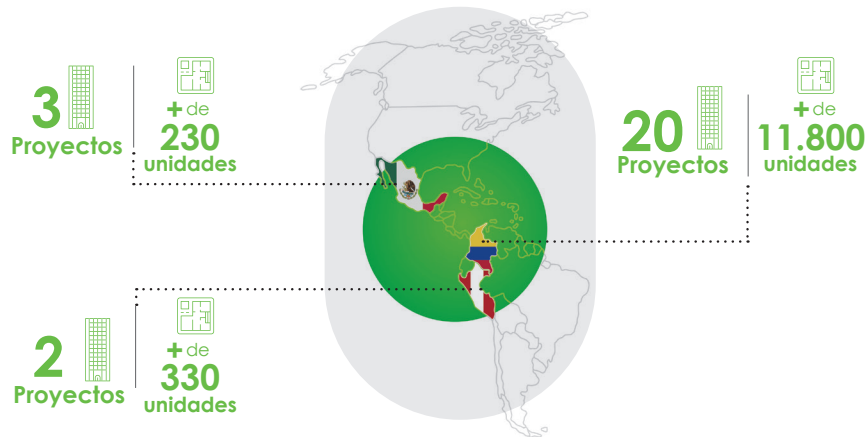 3
Proyectos
+ de
230
unidades
20
Proyectos
+ de
11.800
unidades
2
Proyectos
+ de
330
unidades